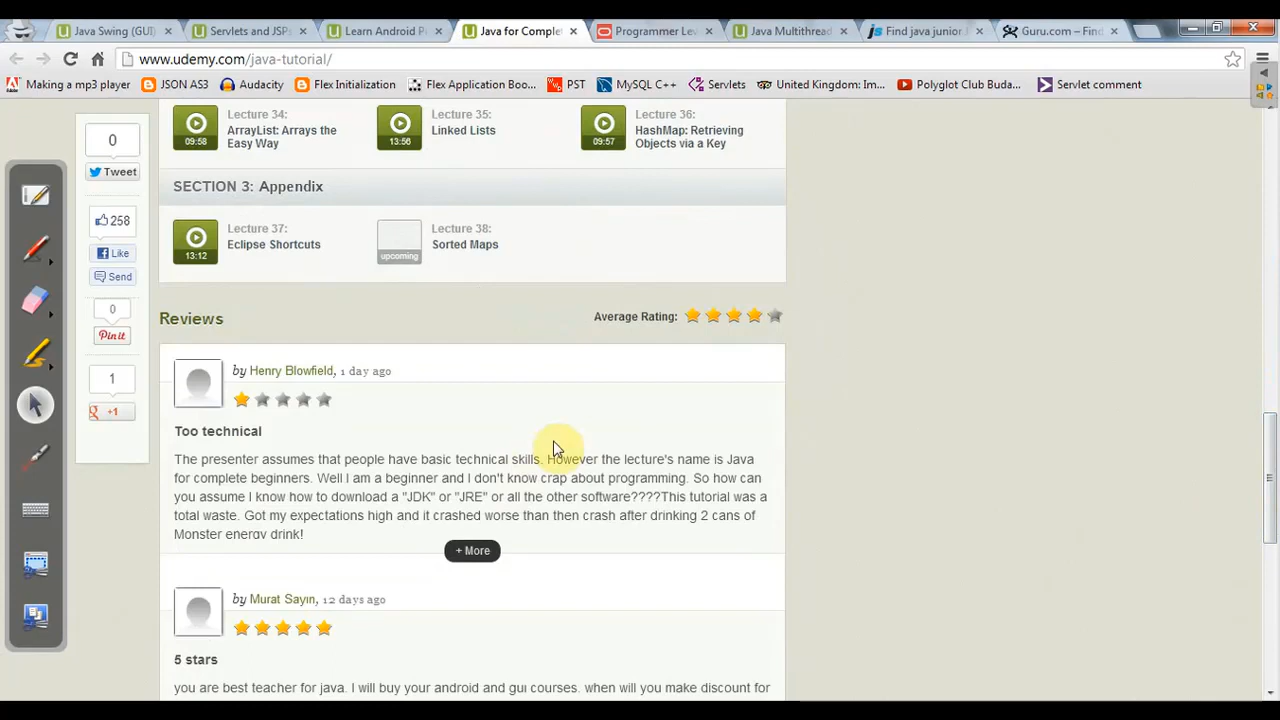 Java Swing (GUI)
Servlets and JSPs
Learn Android P
Java for Comple
Programmer Lev
Java Multithread
Find java junior
Guru.com – Find
www.udemy.com/java-tutorial/
Making a mp3 player
JSON AS3
Audacity
Flex Initialization
Flex Application Boo...
PST
MySQL C++
Servlets
United Kingdom: Im...
Polyglot Club Buda...
Servlet comment
0
Tweet
258
Like
Send
0
Pin it
1
+1
Lecture 34:
ArrayList: Arrays the
Easy Way
09:58
Lecture 35:
Linked Lists
13:56
Lecture 36:
HashMap: Retrieving
Objects via a Key
09:57
SECTION 3: Appendix
Lecture 37:
Eclipse Shortcuts
13:12
Lecture 38:
Sorted Maps
upcoming
Reviews
Average Rating:
by Henry Blowfield, 1 day ago
Too technical
The presenter assumes that people have basic technical skills. However the lecture's name is Java
for complete beginners. Well I am a beginner and I don't know crap about programming. So how can
you assume I know how to download a "JDK" or "JRE" or all the other software????This tutorial was a
total waste. Got my expectations high and it crashed worse than then crash after drinking 2 cans of
Monster energy drink!
+ More
by Murat Sayın, 12 days ago
5 stars
you are best teacher for java. I will buy your android and gui courses. when will you make discount for